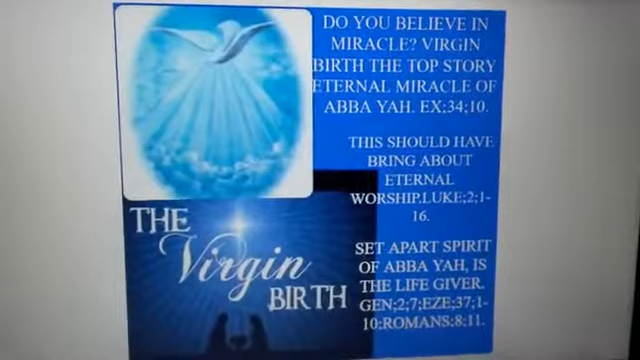 DO YOU BELIEVE IN
MIRACLE? VIRGIN
BIRTH THE TOP STORY
ETERNAL MIRACLE OF
ABBA YAH. EX;34;10.
THIS SHOULD HAVE
BRING ABOUT
ETERNAL
WORSHIP.LUKE;2;1-
16.
SET APART SPIRIT
OF ABBA YAH, IS
THE LIFE GIVER.
GEN;2;7;EZE;37;1-
10:ROMANS;8;11.
THE
Virgin
BIRTH